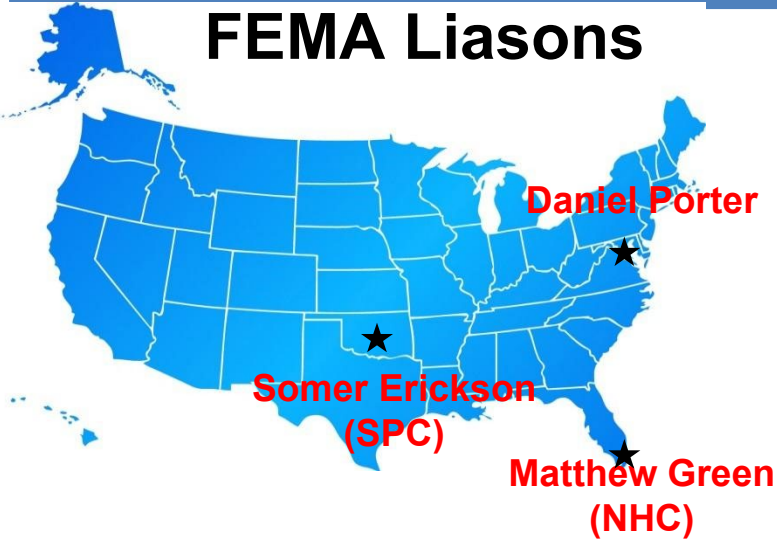 FEMA Liasons
Daniel Porter
Somer Erickson
(SPC)
Matthew Green
(NHC)